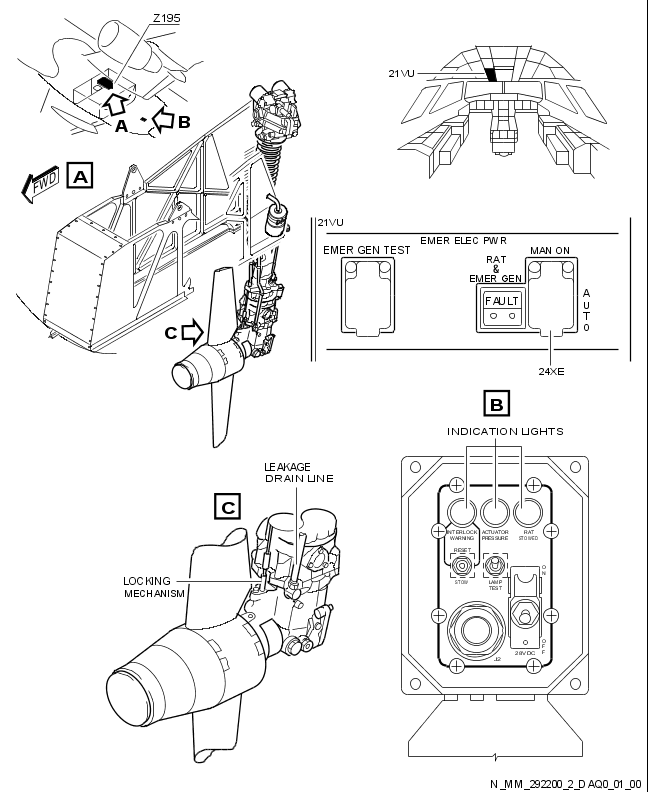 Z195
A
B
FWD
A
21VU
C
21VU
EMER ELEC PWR
EMER GEN TEST
RAT
&
EMER GEN
MAN ON
FAULT
AUTO
24XE
B
INDICATION LIGHTS
LEAKAGE
DRAIN LINE
C
LOCKING
MECHANISM
INTERLOCK
WARNING
ACTUATOR
PRESSURE
RAT
STOWED
RESET
STOW
LAMP
TEST
ON
OFF
28VDC
J2
N_MM_292200_2_DAQ0_01_00